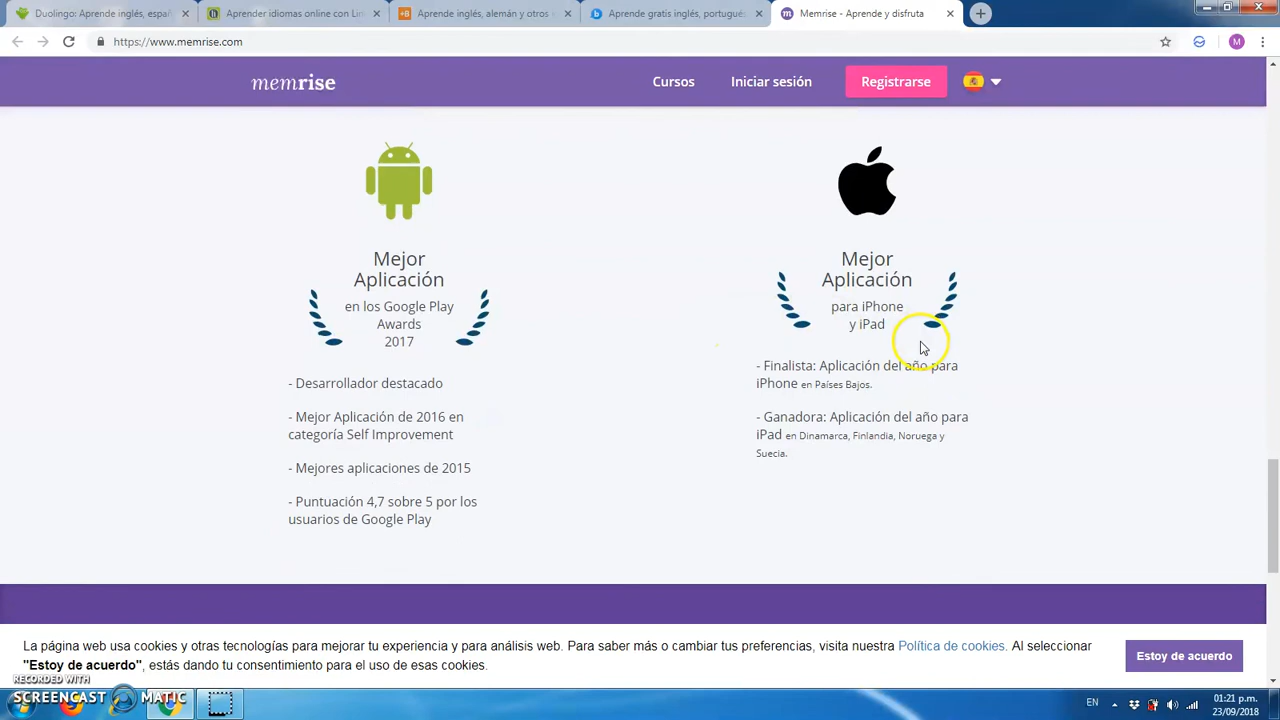 Duolingo: Aprende inglés, españ
Aprender idiomas online con Lin
Aprende inglés, alemán y otros
Aprende gratis inglés, portugués
Memrise - Aprende y disfruta
https://www.memrise.com
M
memrise
Cursos
Iniciar sesión
Registrarse
Mejor
Aplicación
en los Google Play
Awards
2017
- Desarrollador destacado
- Mejor Aplicación de 2016 en
categoría Self Improvement
- Mejores aplicaciones de 2015
- Puntuación 4,7 sobre 5 por los
usuarios de Google Play
Mejor
Aplicación
para iPhone
y iPad
- Finalista: Aplicación del año para
iPhone en Países Bajos.
- Ganadora: Aplicación del año para
iPad en Dinamarca, Finlandia, Noruega y
Suecia.
La página web usa cookies y otras tecnologías para mejorar tu experiencia y para análisis web. Para saber más o cambiar tus preferencias, visita nuestra Política de cookies. Al seleccionar
"Estoy de acuerdo", estás dando tu consentimiento para el uso de esas cookies.
Estoy de acuerdo
RECORDED WITH
SCREENCAST MATIC
EN
01:21 p.m.
23/09/2018